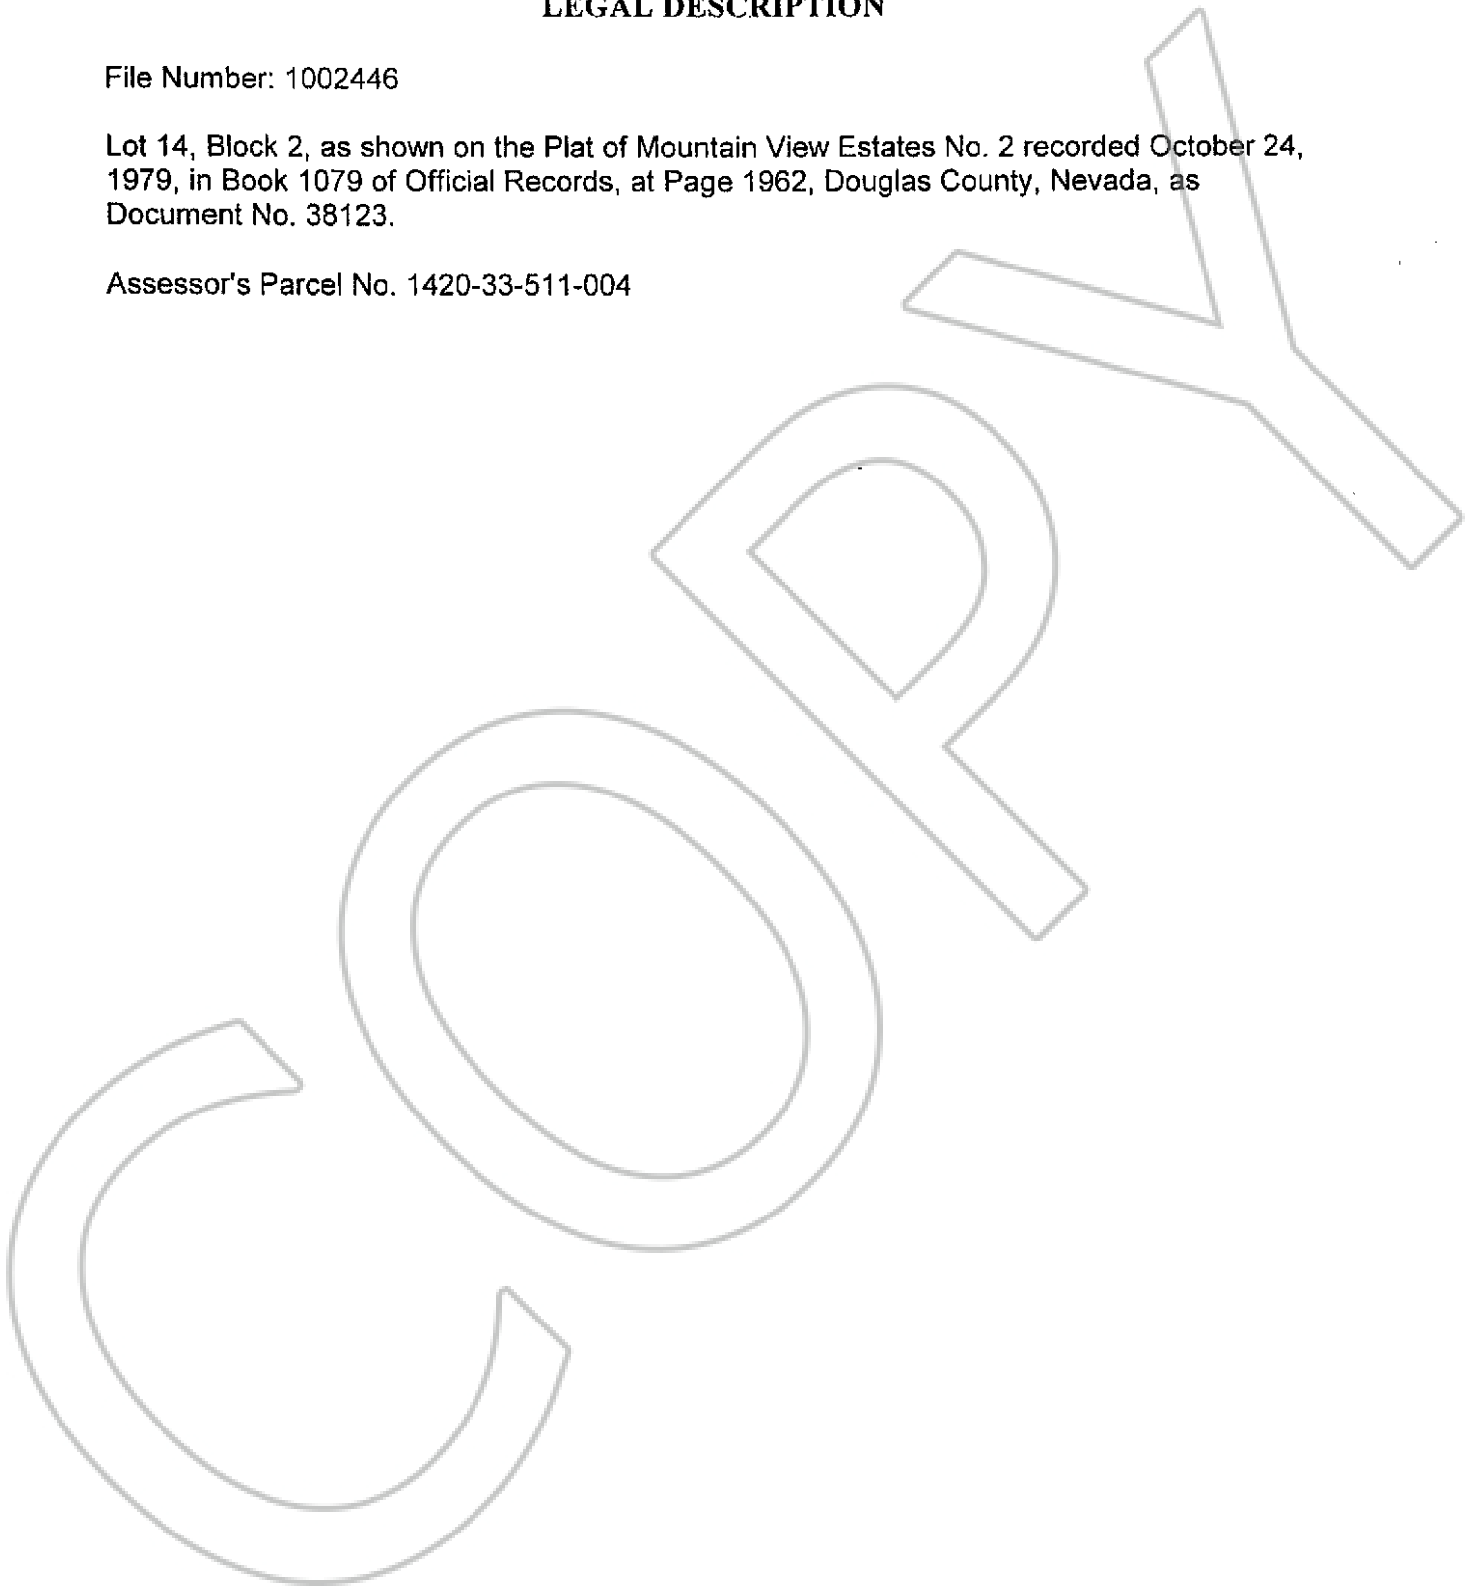 LEGAL DESCRIPTION
File Number: 1002446
Lot 14, Block 2, as shown on the Plat of Mountain View Estates No. 2 recorded October 24,
1979, in Book 1079 of Official Records, at Page 1962, Douglas County, Nevada, as
Document No. 38123.
Assessor's Parcel No. 1420-33-511-004
COPY